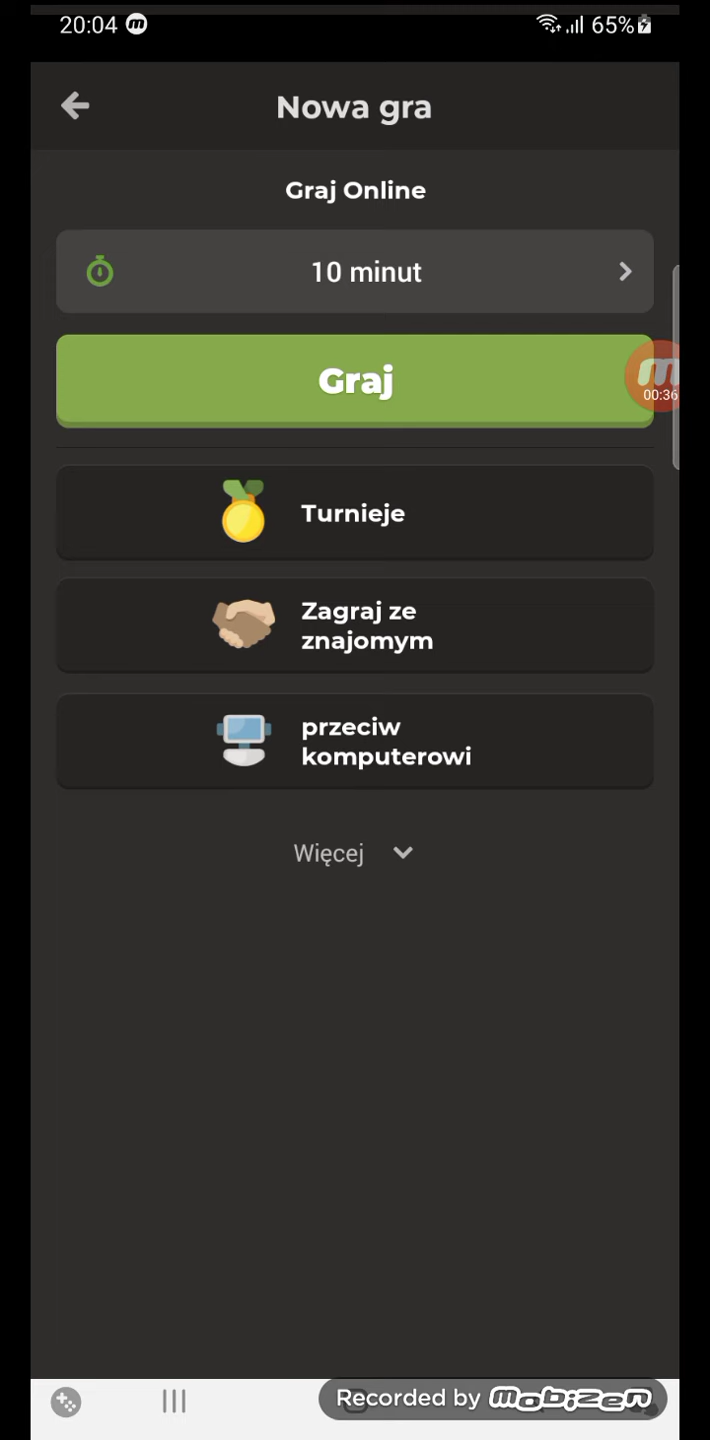 20:04 65%
Nowa gra
Graj Online
10 minut
Graj
00:36
Turnieje
Zagraj ze
znajomym
przeciw
komputerowi
Więcej
Recorded by mobizen